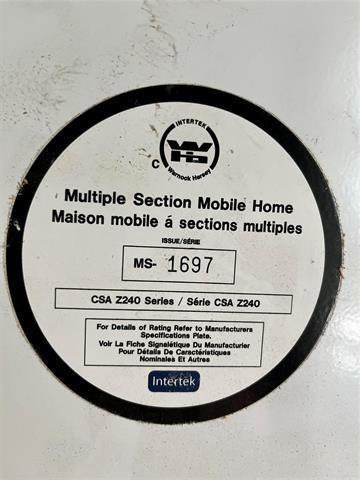 INTERTEK
WH
C
Warnock Hersey
Multiple Section Mobile Home
Maison mobile á sections multiples
ISSUE/SÉRIE
MS- 1697
CSA Z240 Series / Série CSA Z240
For Details of Rating Refer to Manufacturers
Specifications Plate.
Voir La Fiche Signalétique Du Manufacturier
Pour Détails De Caractéristiques
Nominales Et Autres
Intertek